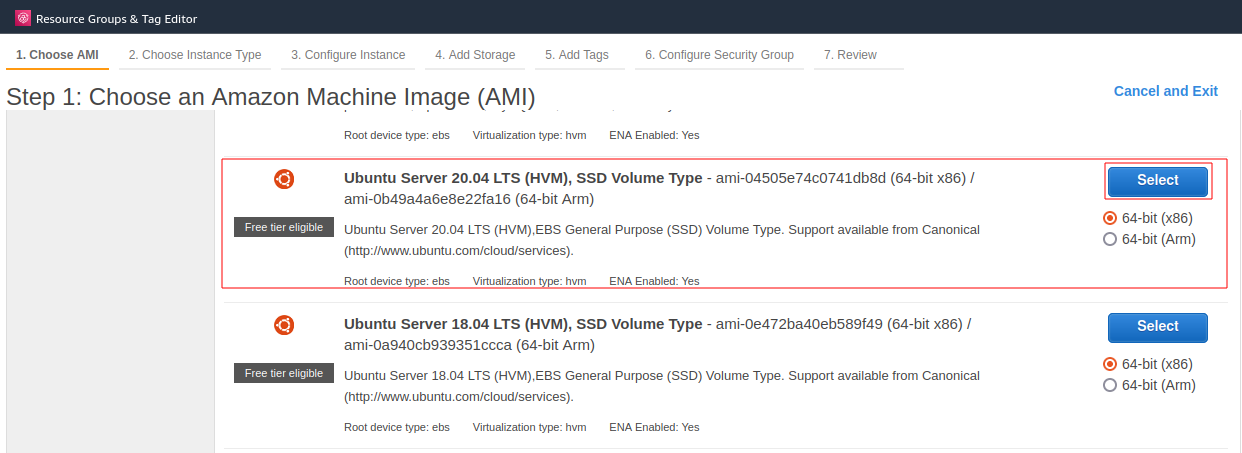 Resource Groups & Tag Editor
1. Choose AMI 2. Choose Instance Type 3. Configure Instance 4. Add Storage 5. Add Tags 6. Configure Security Group 7. Review
Step 1: Choose an Amazon Machine Image (AMI)
Cancel and Exit
Root device type: ebs Virtualization type: hvm ENA Enabled: Yes
Ubuntu Server 20.04 LTS (HVM), SSD Volume Type - ami-04505e74c0741db8d (64-bit x86) /
ami-0b49a4a6e8e22fa16 (64-bit Arm)
Select
64-bit (x86)
64-bit (Arm)
Free tier eligible
Ubuntu Server 20.04 LTS (HVM),EBS General Purpose (SSD) Volume Type. Support available from Canonical
(http://www.ubuntu.com/cloud/services).
Root device type: ebs Virtualization type: hvm ENA Enabled: Yes
Ubuntu Server 18.04 LTS (HVM), SSD Volume Type - ami-0e472ba40eb589f49 (64-bit x86) /
ami-0a940cb939351ccca (64-bit Arm)
Select
64-bit (x86)
64-bit (Arm)
Free tier eligible
Ubuntu Server 18.04 LTS (HVM),EBS General Purpose (SSD) Volume Type. Support available from Canonical
(http://www.ubuntu.com/cloud/services).
Root device type: ebs Virtualization type: hvm ENA Enabled: Yes